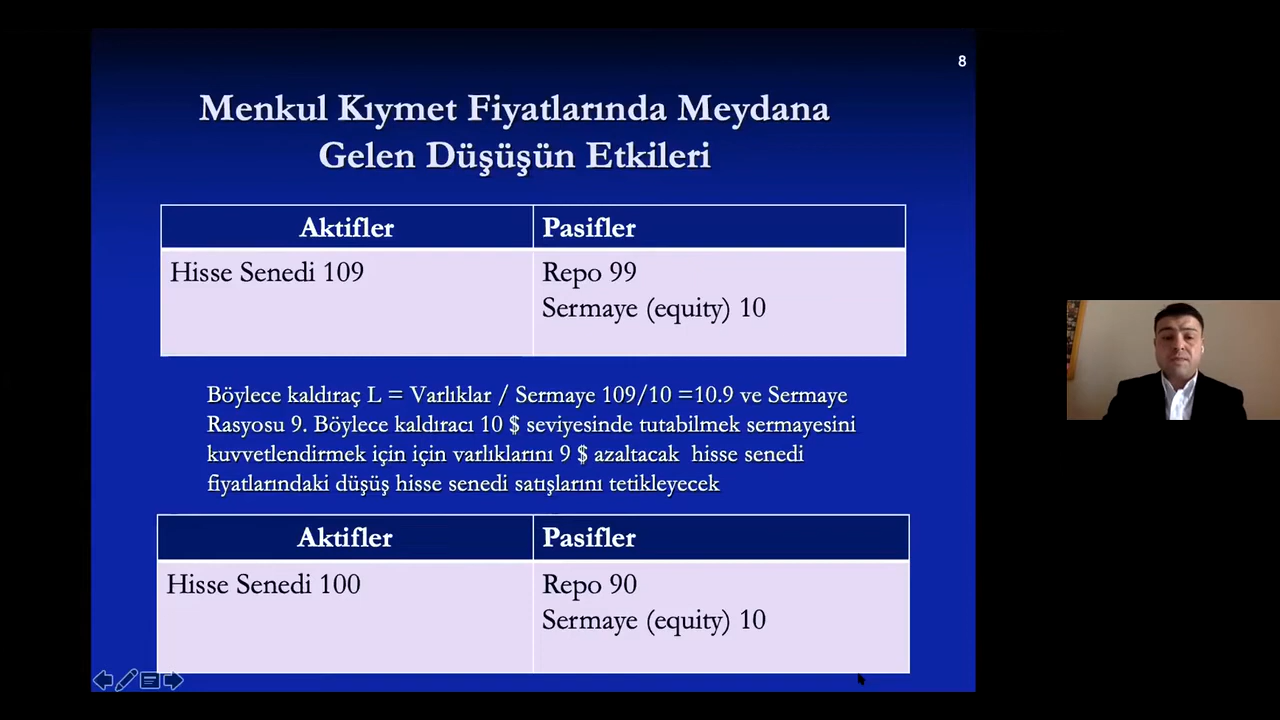 8
Menkul Kıymet Fiyatlarında Meydana
Gelen Düşüşün Etkileri
Aktifler Pasifler
Hisse Senedi 109 Repo 99
Sermaye (equity) 10
Böylece kaldıraç L = Varlıklar / Sermaye 109/10 =10.9 ve Sermaye
Rasyosu 9. Böylece kaldıracı 10 $ seviyesinde tutabilmek sermayesini
kuvvetlendirmek için için varlıklarını 9 $ azaltacak hisse senedi
fiyatlarındaki düşüş hisse senedi satışlarını tetikleyecek
Aktifler Pasifler
Hisse Senedi 100 Repo 90
Sermaye (equity) 10